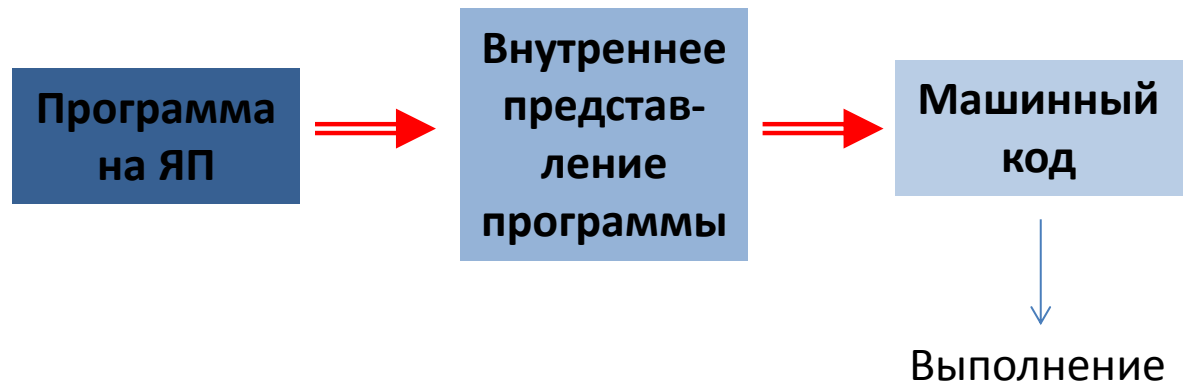 Программа
на ЯП
Внутреннее
представ-
ление
программы
Машинный
код
Выполнение